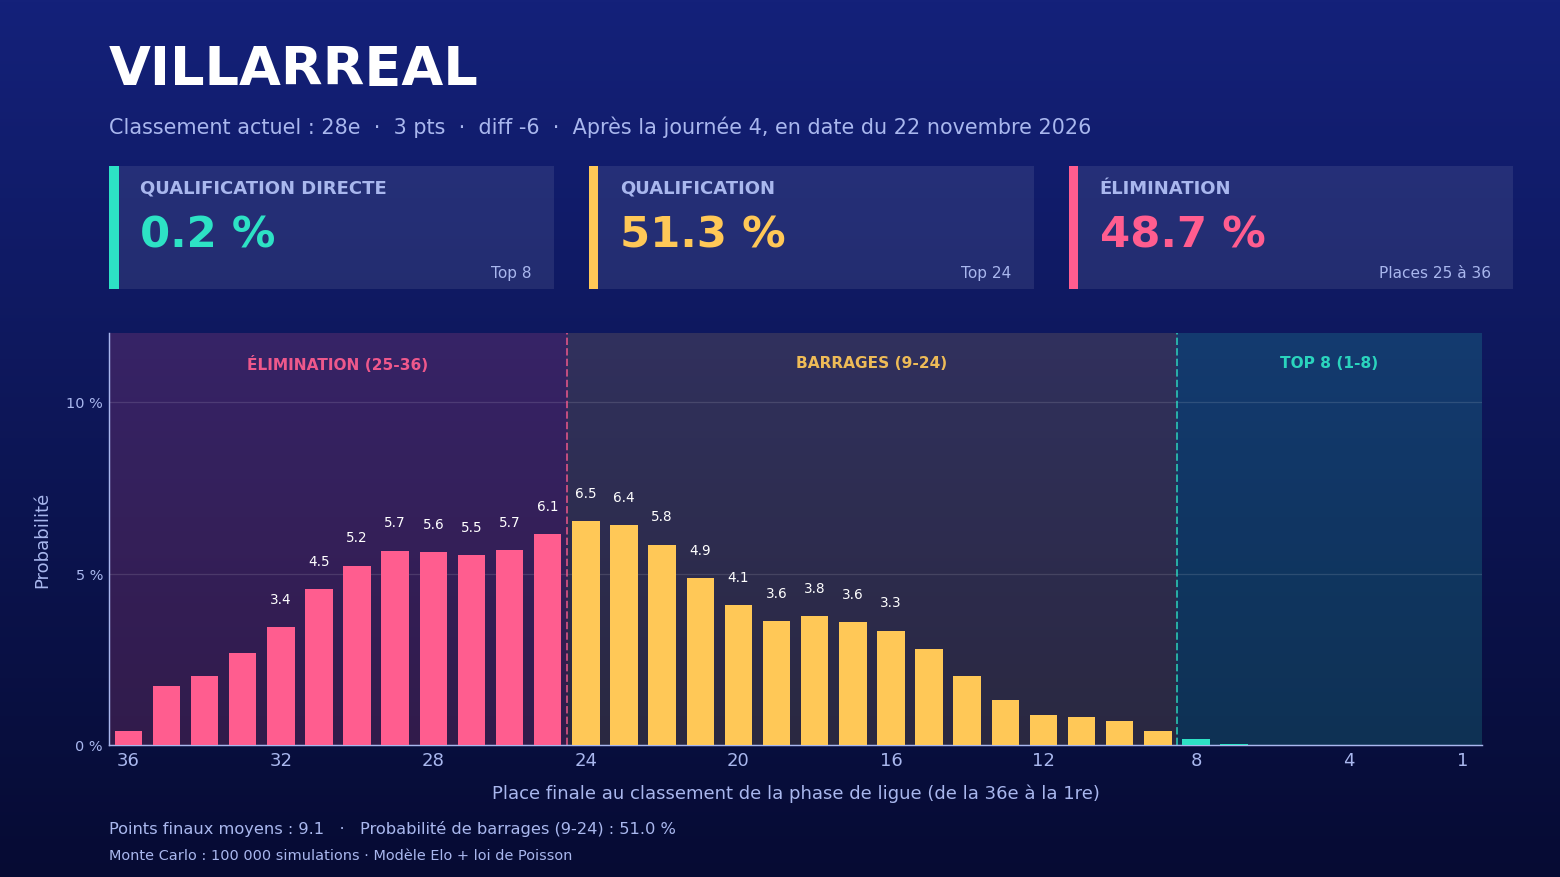 VILLARREAL
Classement actuel : 28e · 3 pts · diff -6 · Après la journée 4, en date du 22 novembre 2026
QUALIFICATION DIRECTE
0.2 %
Top 8
QUALIFICATION
51.3 %
Top 24
ÉLIMINATION
48.7 %
Places 25 à 36
ÉLIMINATION (25-36)
BARRAGES (9-24)
TOP 8 (1-8)
Probabilité
10 %
5 %
0 %
3.4
4.5
5.2
5.7
5.6
5.5
5.7
6.1
6.5
6.4
5.8
4.9
4.1
3.6
3.8
3.6
3.3
36 32 28 24 20 16 12 8 4 1
Place finale au classement de la phase de ligue (de la 36e à la 1re)
Points finaux moyens : 9.1 · Probabilité de barrages (9-24) : 51.0 %
Monte Carlo : 100 000 simulations · Modèle Elo + loi de Poisson